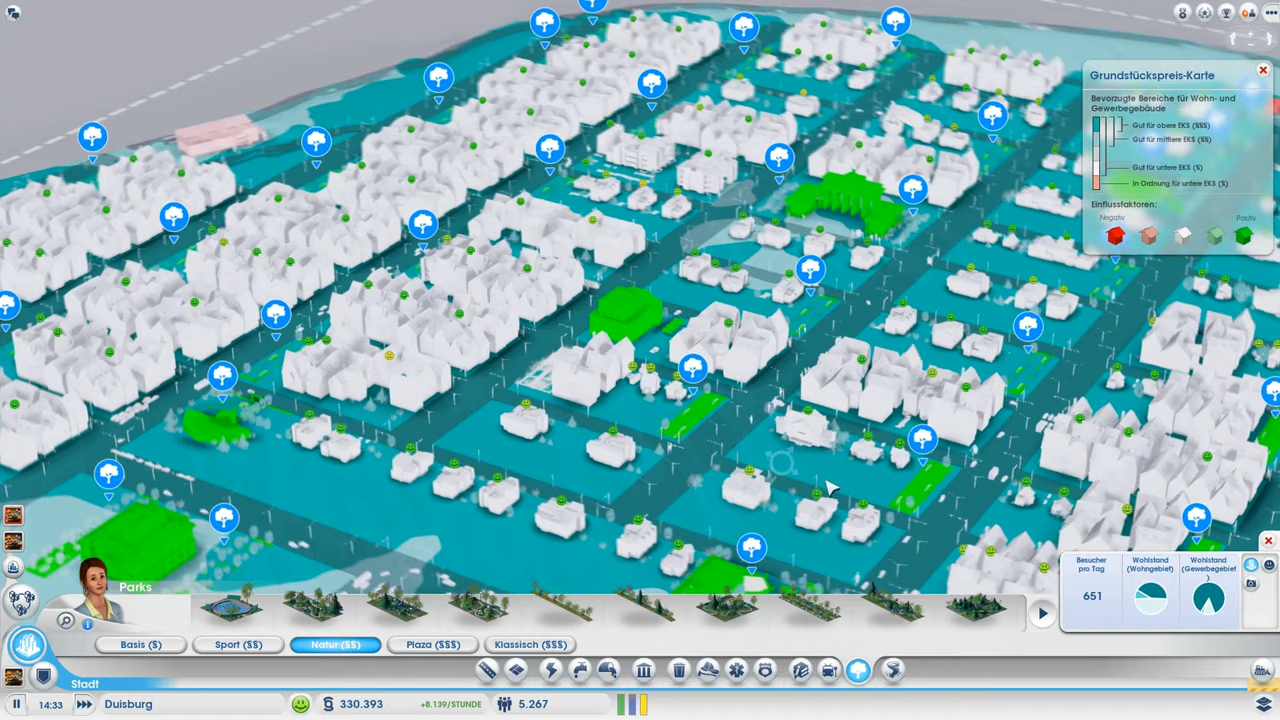 Grundstückspreis-Karte
Bevorzugte Bereiche für Wohn- und
Gewerbegebäude
Gut für obere EKS ($$$)
Gut für mittlere EKS ($$)
Gut für untere EKS ($)
In Ordnung für untere EKS ($)
Einflussfaktoren:
Negativ
Positiv
Parks
Besucher
pro Tag
651
Wohlstand
(Wohngebiet)
Wohlstand
(Gewerbegebiet
)
Basis ($)
Sport ($$)
Natur ($$)
Plaza ($$$)
Klassisch ($$$)
Stadt
14:33
Duisburg
330.393
+8.139/STUNDE
5.267